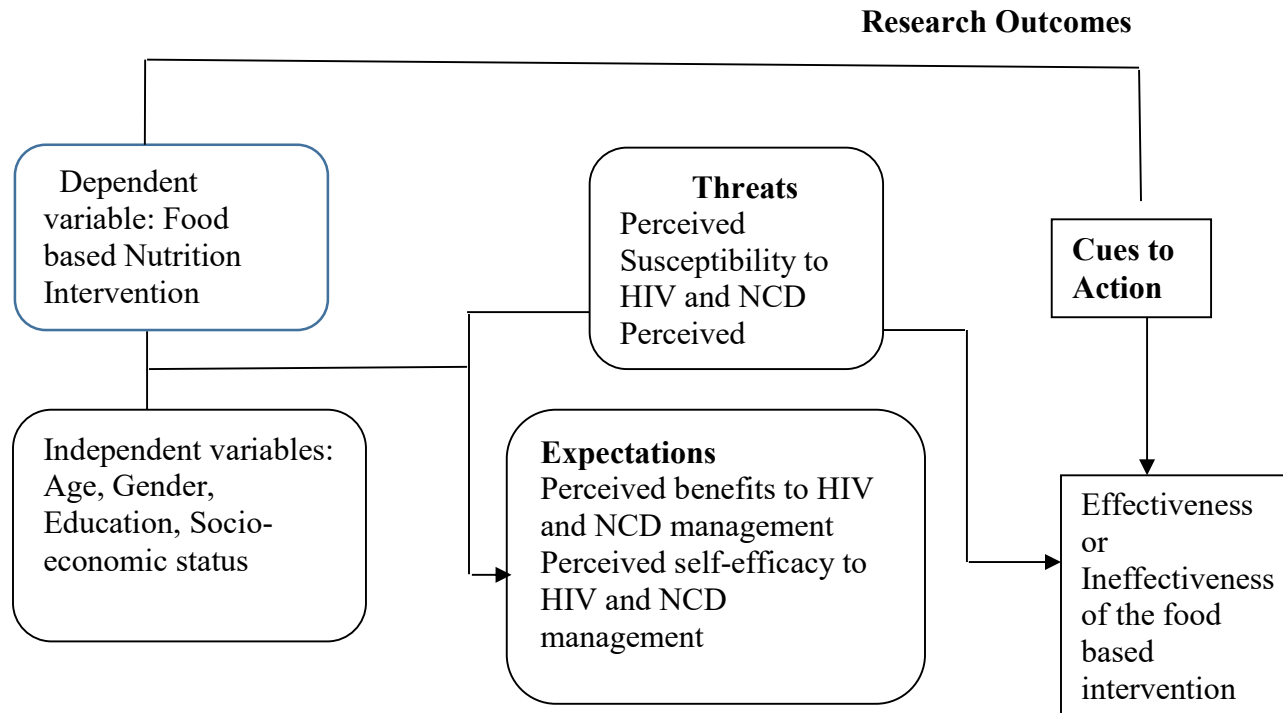 Research Outcomes
Dependent
variable: Food
based Nutrition
Intervention
Threats
Perceived
Susceptibility to
HIV and NCD
Perceived
Cues to
Action
Independent variables:
Age, Gender,
Education, Socio-
economic status
Expectations
Perceived benefits to HIV
and NCD management
Perceived self-efficacy to
HIV and NCD
management
Effectiveness
or
Ineffectiveness
of the food
based
intervention